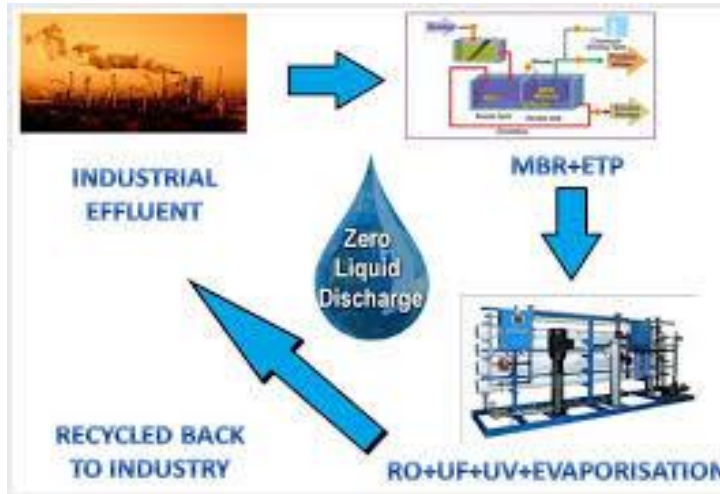 INDUSTRIAL
EFFLUENT
MBR+ETP
Zero
Liquid
Discharge
RECYCLED BACK
TO INDUSTRY
RO+UF+UV+EVAPORISATION